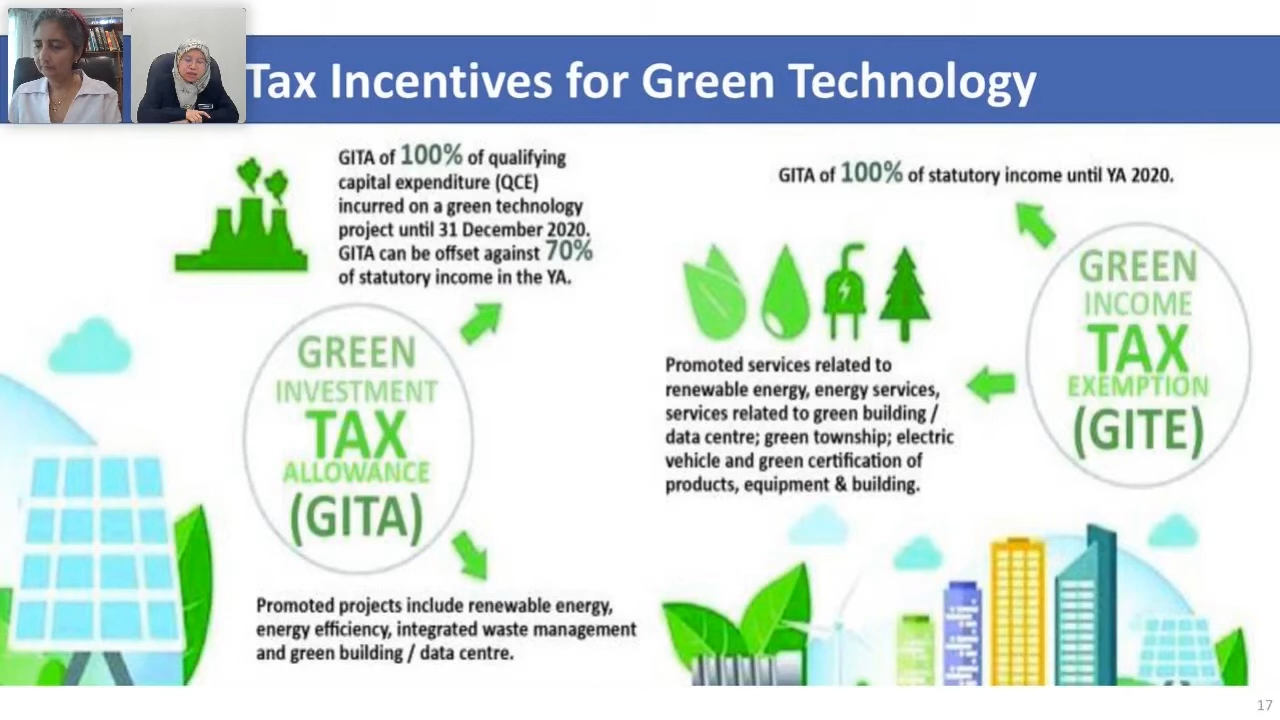 Tax Incentives for Green Technology
GITA of 100% of qualifying
capital expenditure (QCE)
incurred on a green technology
project until 31 December 2020.
GITA can be offset against 70%
of statutory income in the YA.
GREEN
INVESTMENT
TAX
ALLOWANCE
(GITA)
Promoted projects include renewable energy,
energy efficiency, integrated waste management
and green building / data centre.
GITA of 100% of statutory income until YA 2020.
GREEN
INCOME
TAX
EXEMPTION
(GITE)
Promoted services related to
renewable energy, energy services,
services related to green building /
data centre; green township; electric
vehicle and green certification of
products, equipment & building.
17